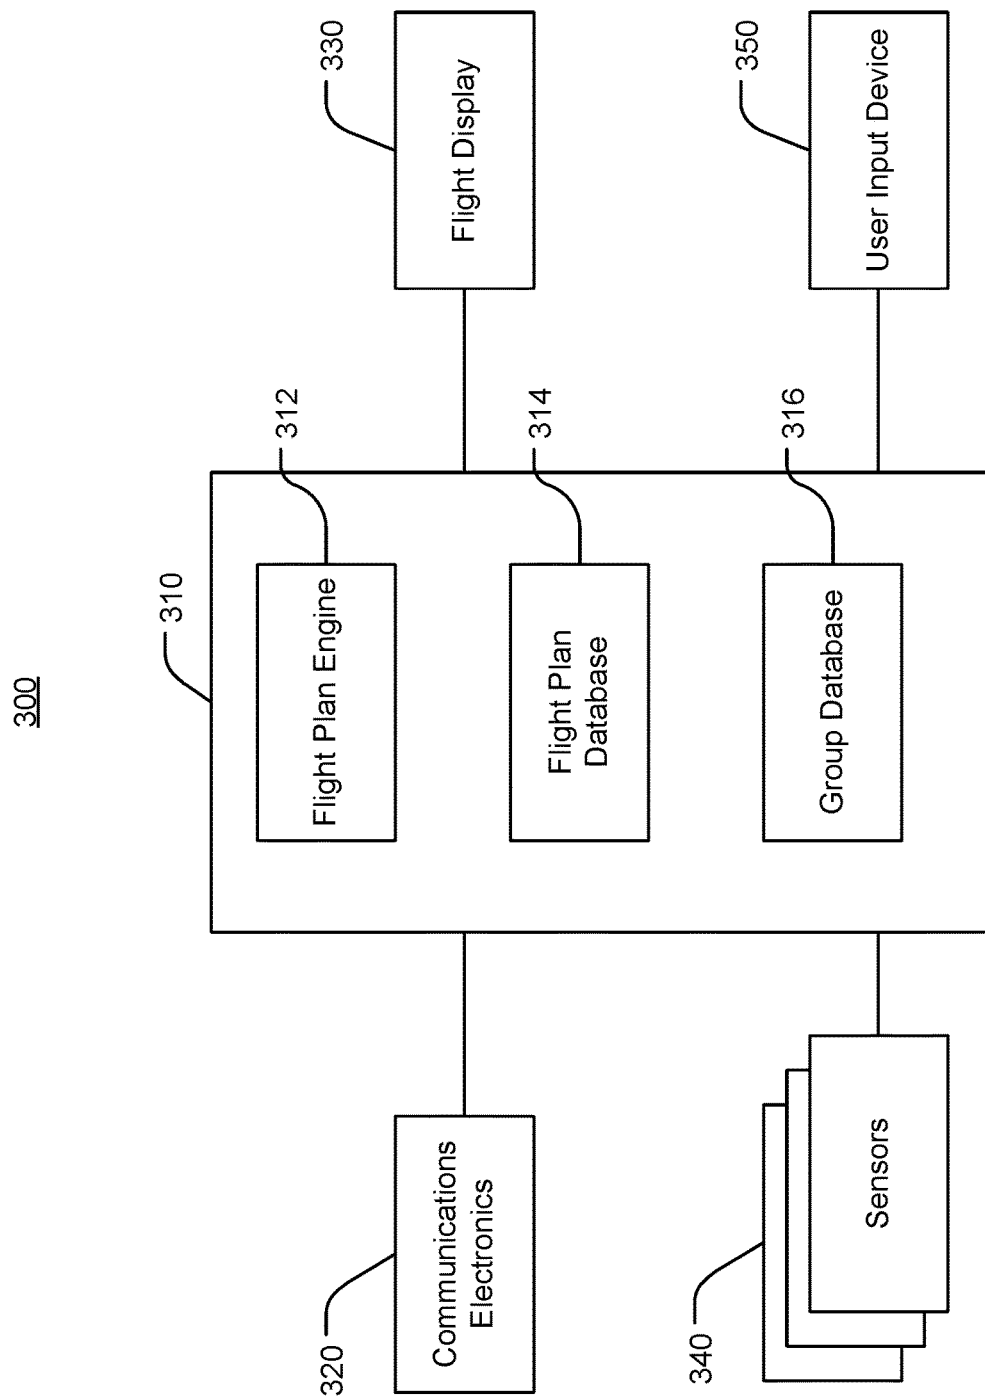 300
310
320
Communications
Electronics
Flight Plan Engine
312
330
Flight Display
Flight Plan
Database
314
340
Sensors
Group Database
316
350
User Input Device